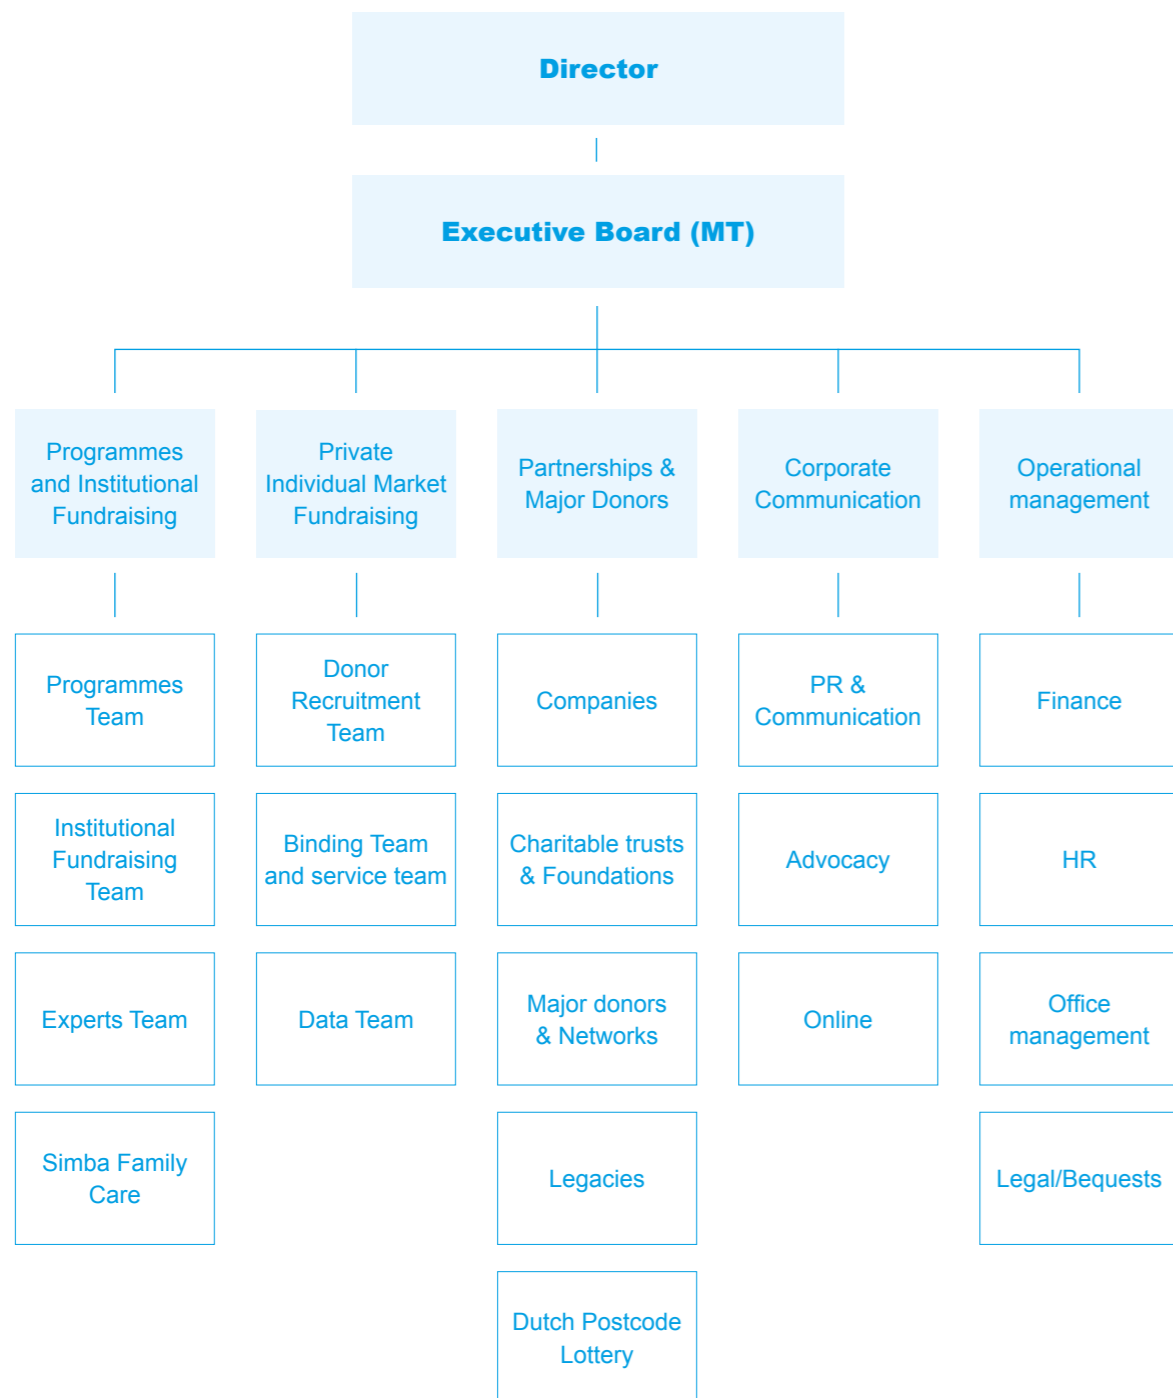 Director
Executive Board (MT)
Programmes
and Institutional
Fundraising
Private
Individual Market
Fundraising
Partnerships &
Major Donors
Corporate
Communication
Operational
management
Programmes
Team
Donor
Recruitment
Team
Companies
PR &
Communication
Finance
Institutional
Fundraising
Team
Binding Team
and service team
Charitable trusts
& Foundations
Advocacy
HR
Experts Team
Data Team
Major donors
& Networks
Online
Office
management
Simba Family
Care
Legacies
Legal/Bequests
Dutch Postcode
Lottery